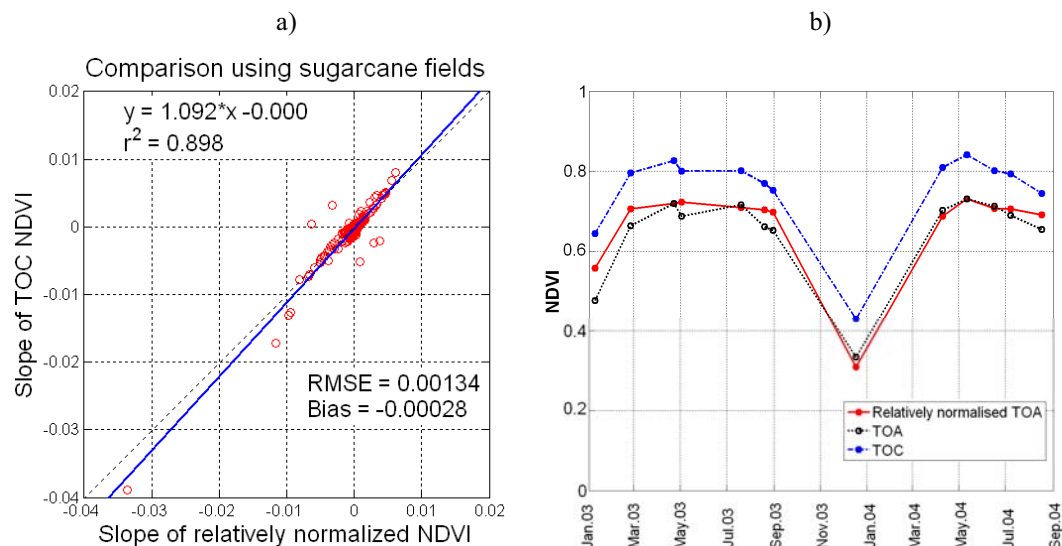 a)
Comparison using sugarcane fields
y = 1.092*x -0.000
r² = 0.898
RMSE = 0.00134
Bias = -0.00028
0.02
0.01
0
-0.01
-0.02
-0.03
-0.04
Slope of TOC NDVI
-0.04 -0.03 -0.02 -0.01 0 0.01 0.02
Slope of relatively normalized NDVI
b)
1
0.8
0.6
0.4
0.2
0
NDVI
Relatively normalised TOA
TOA
TOC
Jan.03 Mar.03 May.03 Jul.03 Sep.03 Nov.03 Jan.04 Mar.04 May.04 Jul.04 Sep.04